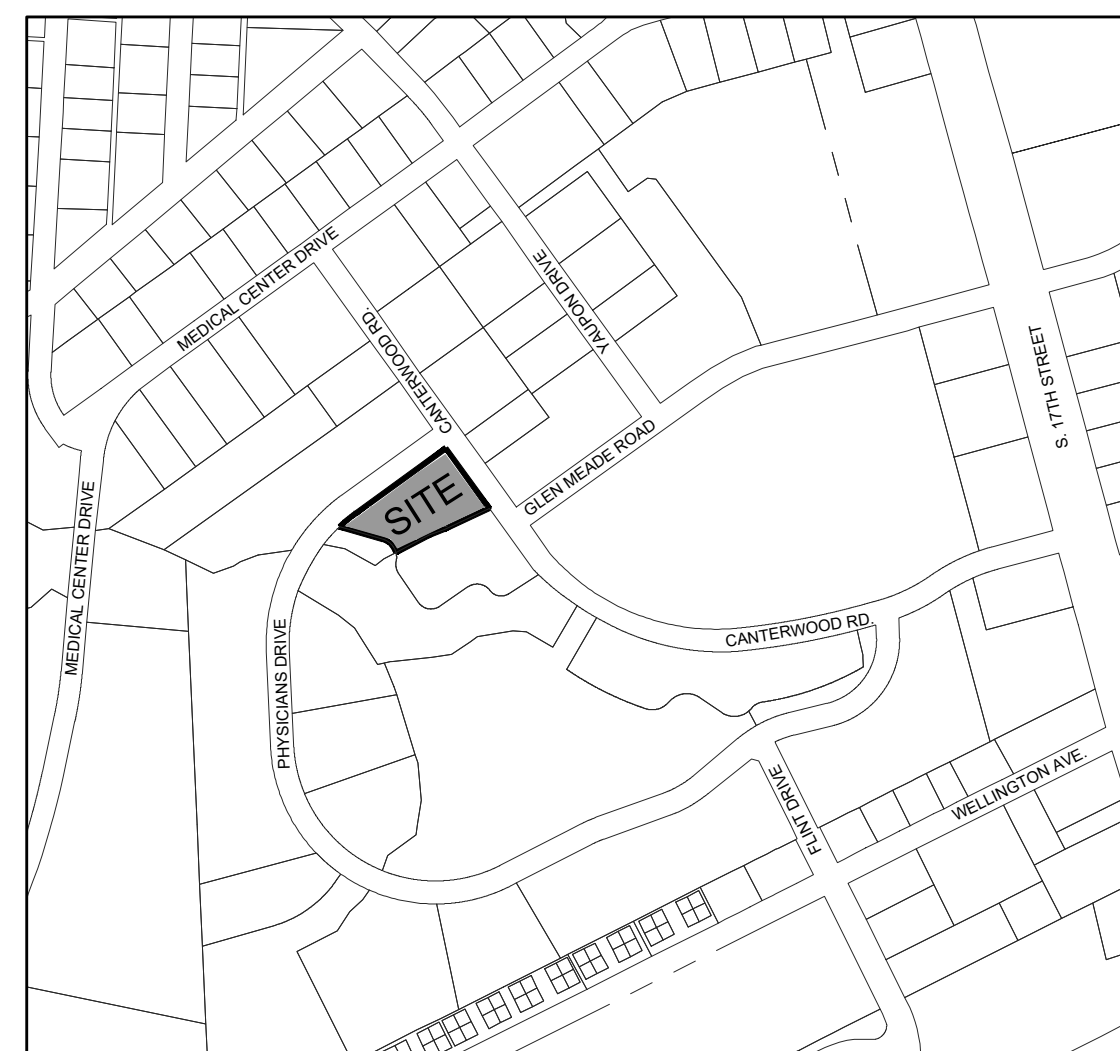 MEDICAL CENTER DRIVE
YAUPON DRIVE
CANTERWOOD RD.
S. 17TH STREET
GLEN MEADE ROAD
SITE
MEDICAL CENTER DRIVE
PHYSICIANS DRIVE
CANTERWOOD RD.
FLINT DRIVE
WELLINGTON AVE.